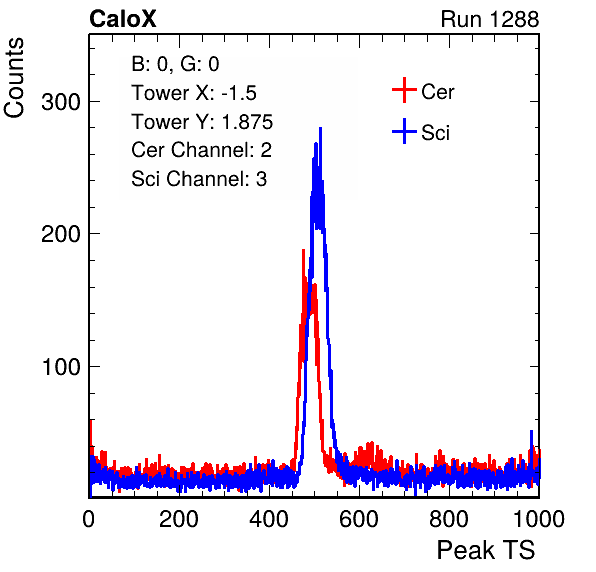 CaloX Run 1288
Counts
B: 0, G: 0
Tower X: -1.5
Tower Y: 1.875
Cer Channel: 2
Sci Channel: 3
Cer
Sci
300
200
100
0 200 400 600 800 1000
Peak TS